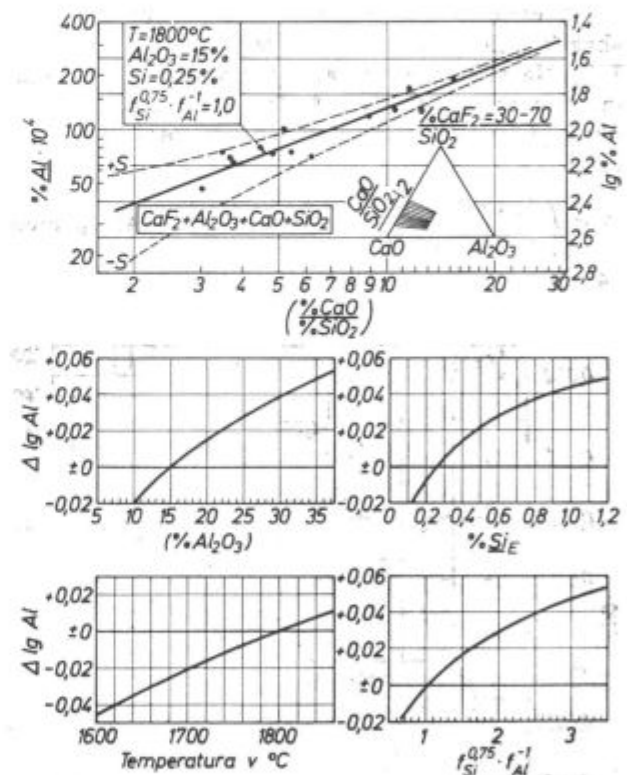 400
200
100
50
20
% Al · 10⁴
T=1800°C
Al₂O₃=15%
Si=0,25%
f_Si^0,75 · f_Al^-1 = 1,0
+S
-S
CaF₂+Al₂O₃+CaO+SiO₂
%CaF₂=30-70
SiO₂
CaO
SiO₂ > 2
CaO
Al₂O₃
1,4
1,6
1,8
2,0
2,2
2,4
2,6
2,8
lg % Al
2 3 4 5 6 7 8 9 10 20 30
(%CaO
%SiO₂)
+0,06
+0,04
+0,02
±0
-0,02
Δ lg Al
5 10 15 20 25 30 35
(%Al₂O₃)
+0,06
+0,04
+0,02
±0
-0,02
0 0,2 0,4 0,6 0,8 1,0 1,2
% Si_E
+0,02
±0
-0,02
-0,04
Δ lg Al
1600 1700 1800
Temperatura v °C
+0,06
+0,04
+0,02
±0
-0,02
1 2 3
f_Si^0,75 · f_Al^-1